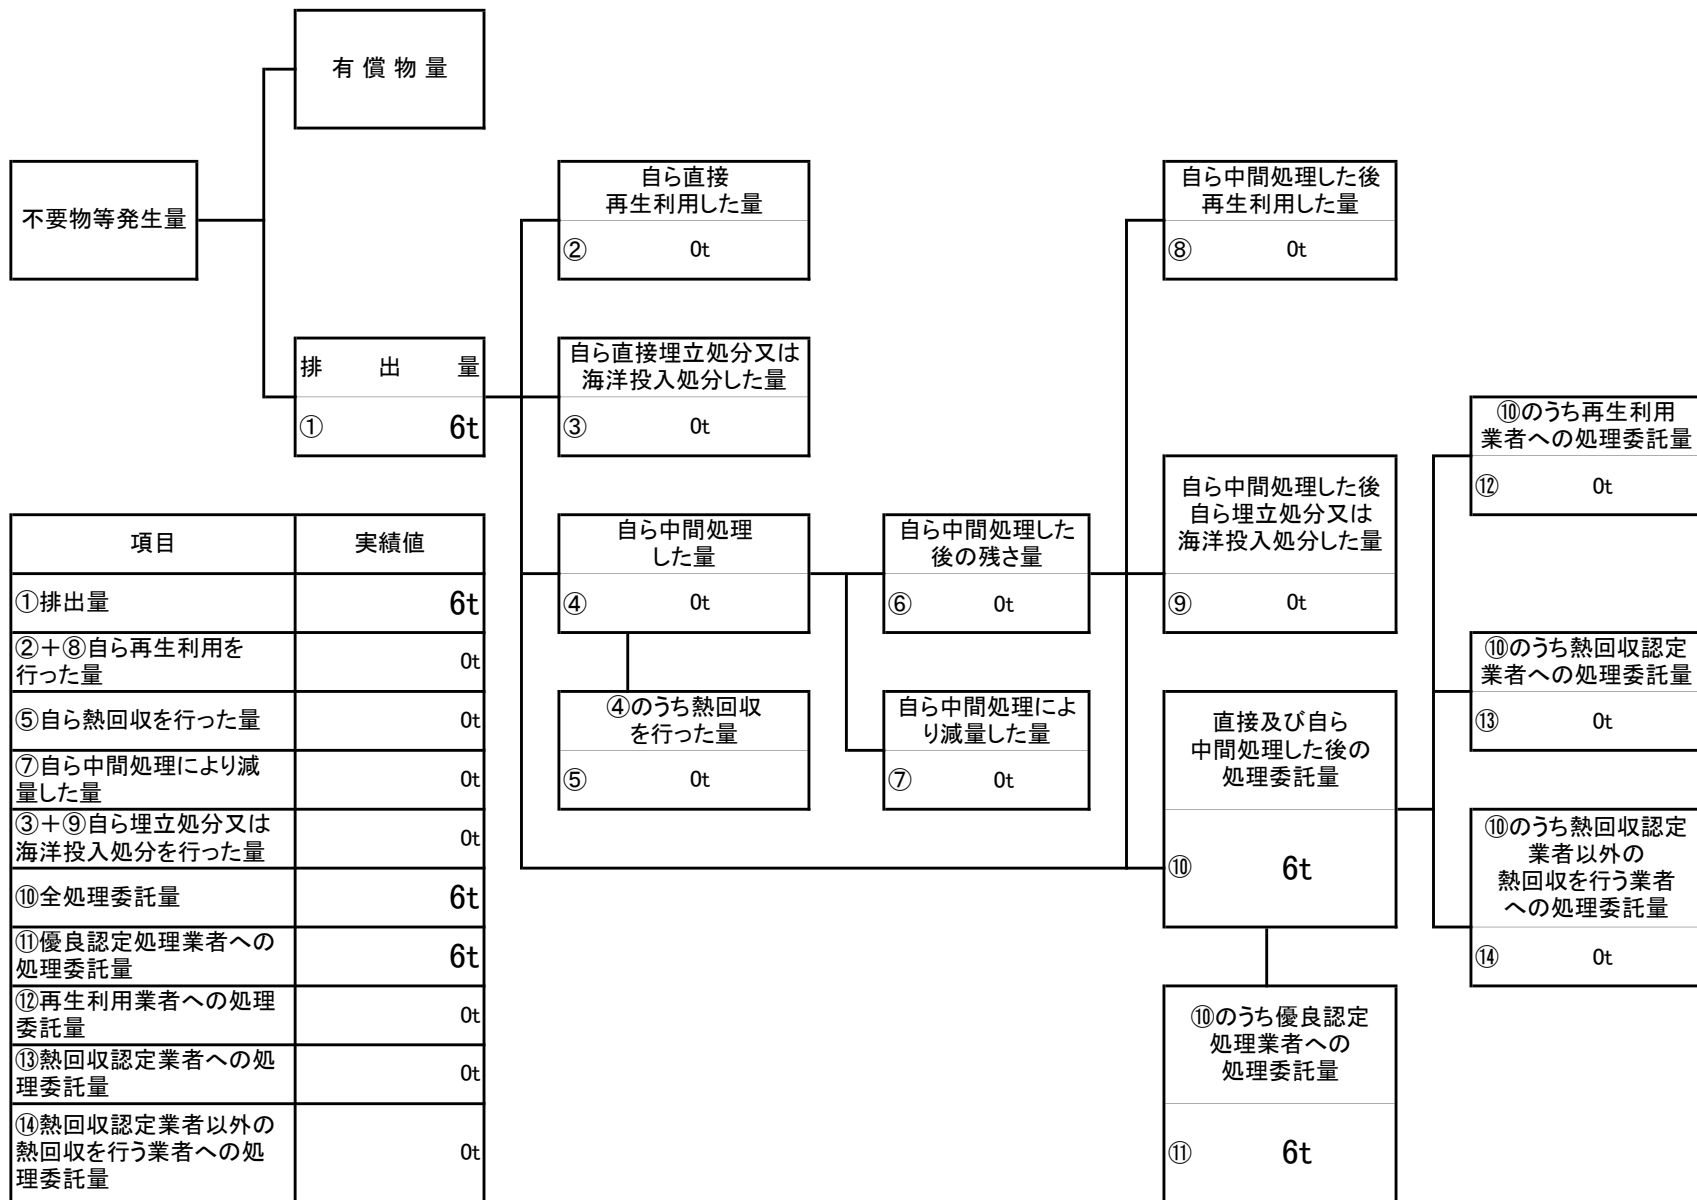 有 償 物 量
不要物等発生量
自ら直接
再生利用した量
② 0t
自ら中間処理した後
再生利用した量
⑧ 0t
排 出 量
① 6t
自ら直接埋立処分又は
海洋投入処分した量
③ 0t
⑩のうち再生利用
業者への処理委託量
⑫ 0t
自ら中間処理
した量
④ 0t
自ら中間処理した
後の残さ量
⑥ 0t
自ら中間処理した後
自ら埋立処分又は
海洋投入処分した量
⑨ 0t
⑩のうち熱回収認定
業者への処理委託量
⑬ 0t
④のうち熱回収
を行った量
⑤ 0t
自ら中間処理によ
り減量した量
⑦ 0t
直接及び自ら
中間処理した後の
処理委託量
⑩ 6t
⑩のうち熱回収認定
業者以外の
熱回収を行う業者
への処理委託量
⑭ 0t
⑩のうち優良認定
処理業者への
処理委託量
⑪ 6t
項目 実績値
①排出量 6t
②+⑧自ら再生利用を
行った量 0t
⑤自ら熱回収を行った量 0t
⑦自ら中間処理により減
量した量 0t
③+⑨自ら埋立処分又は
海洋投入処分を行った量 0t
⑩全処理委託量 6t
⑪優良認定処理業者への
処理委託量 6t
⑫再生利用業者への処理
委託量 0t
⑬熱回収認定業者への処
理委託量 0t
⑭熱回収認定業者以外の
熱回収を行う業者への処
理委託量 0t